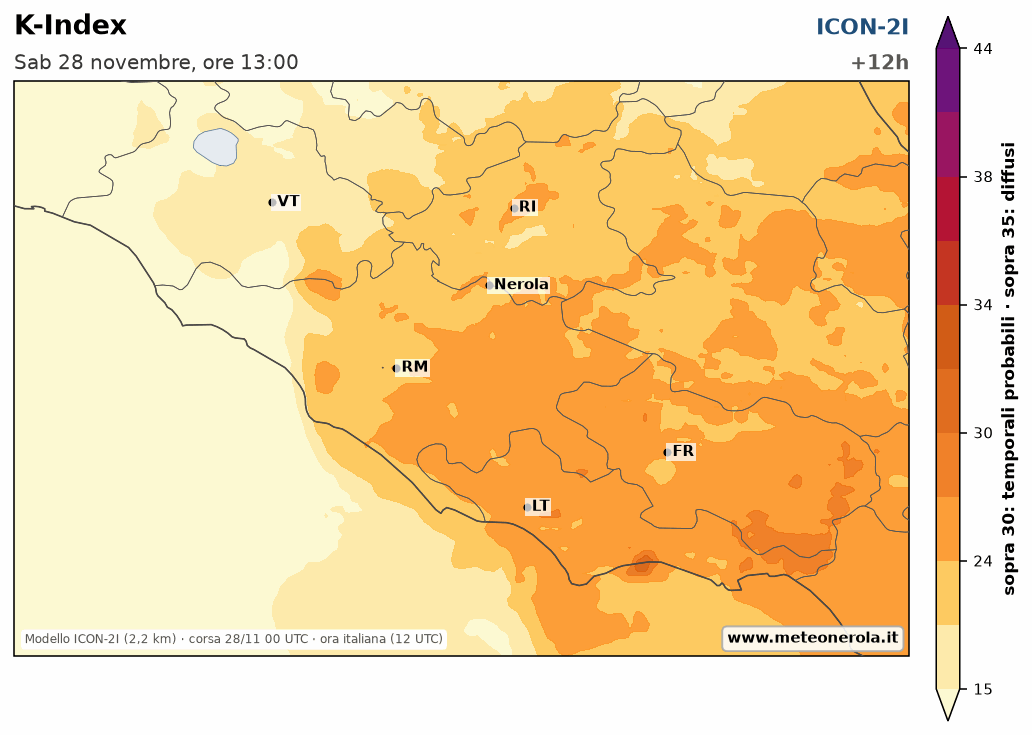 K-Index
ICON-2I
Sab 28 novembre, ore 13:00
+12h
44
38
34
30
24
15
sopra 30: temporali probabili · sopra 35: diffusi
VT
RI
Nerola
RM
FR
LT
Modello ICON-2I (2,2 km) · corsa 28/11 00 UTC · ora italiana (12 UTC)
www.meteonerola.it